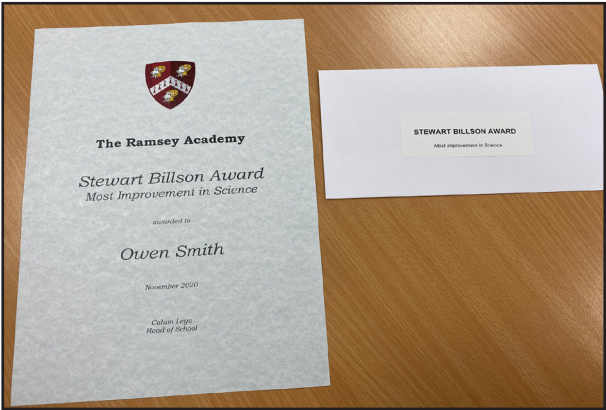 The Ramsey Academy
Stewart Billson Award
Most Improvement in Science
awarded to
Owen Smith
November 2020
Calum Leys
Head of School
STEWART BILLSON AWARD
Most improvement in Science